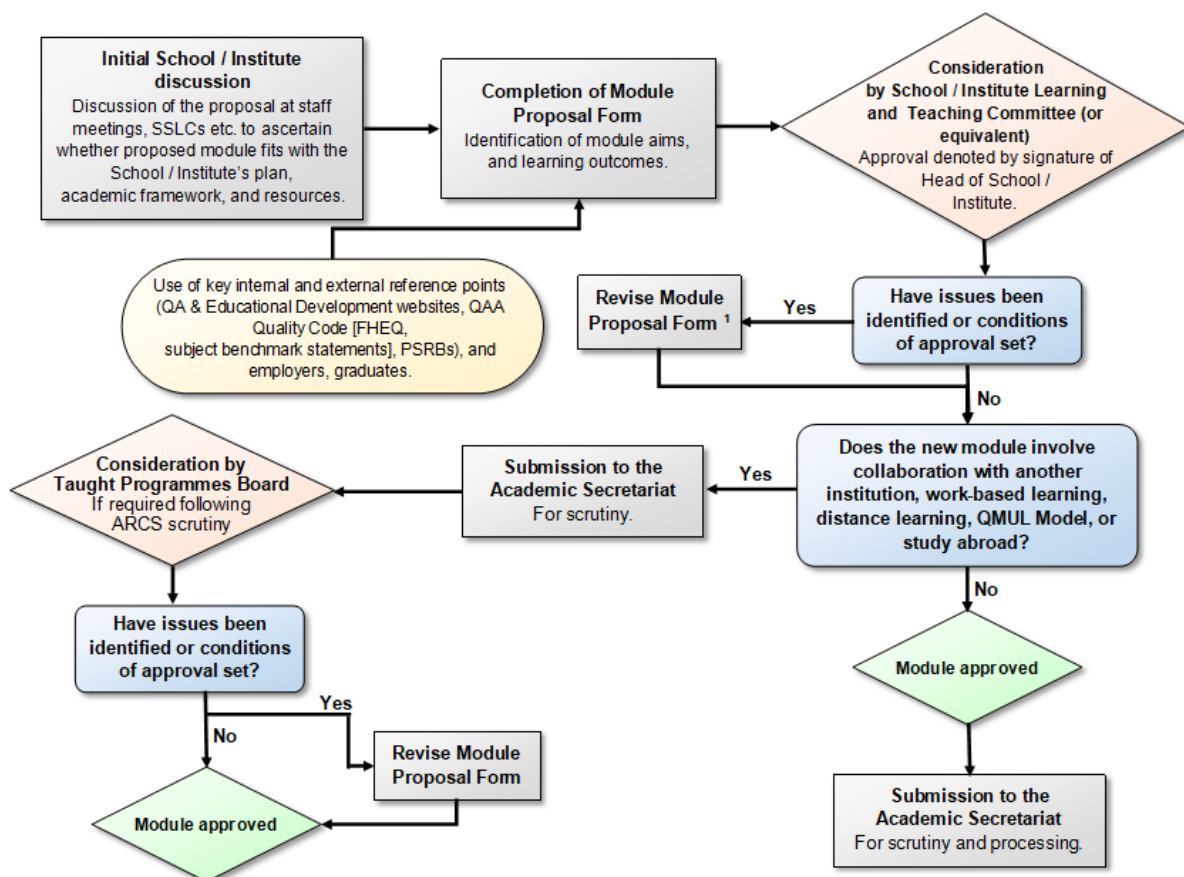 Initial School / Institute
discussion
Discussion of the proposal at staff
meetings, SSLCs etc. to ascertain
whether proposed module fits with the
School / Institute's plan,
academic framework, and resources.
Completion of Module
Proposal Form
Identification of module aims,
and learning outcomes.
Consideration
by School / Institute Learning
and Teaching Committee (or
equivalent)
Approval denoted by signature of
Head of School /
Institute.
Use of key internal and external reference points
(QA & Educational Development websites, QAA
Quality Code [FHEQ,
subject benchmark statements], PSRBs), and
employers, graduates.
Revise Module
Proposal Form ¹
Yes
Have issues been
identified or conditions
of approval set?
No
Does the new module involve
collaboration with another
institution, work-based learning,
distance learning, QMUL Model, or
study abroad?
Yes
Submission to the
Academic Secretariat
For scrutiny.
Consideration by
Taught Programmes Board
If required following
ARCS scrutiny
Have issues been
identified or conditions
of approval set?
Yes
No
Revise Module
Proposal Form
Module approved
No
Module approved
Submission to the
Academic Secretariat
For scrutiny and processing.